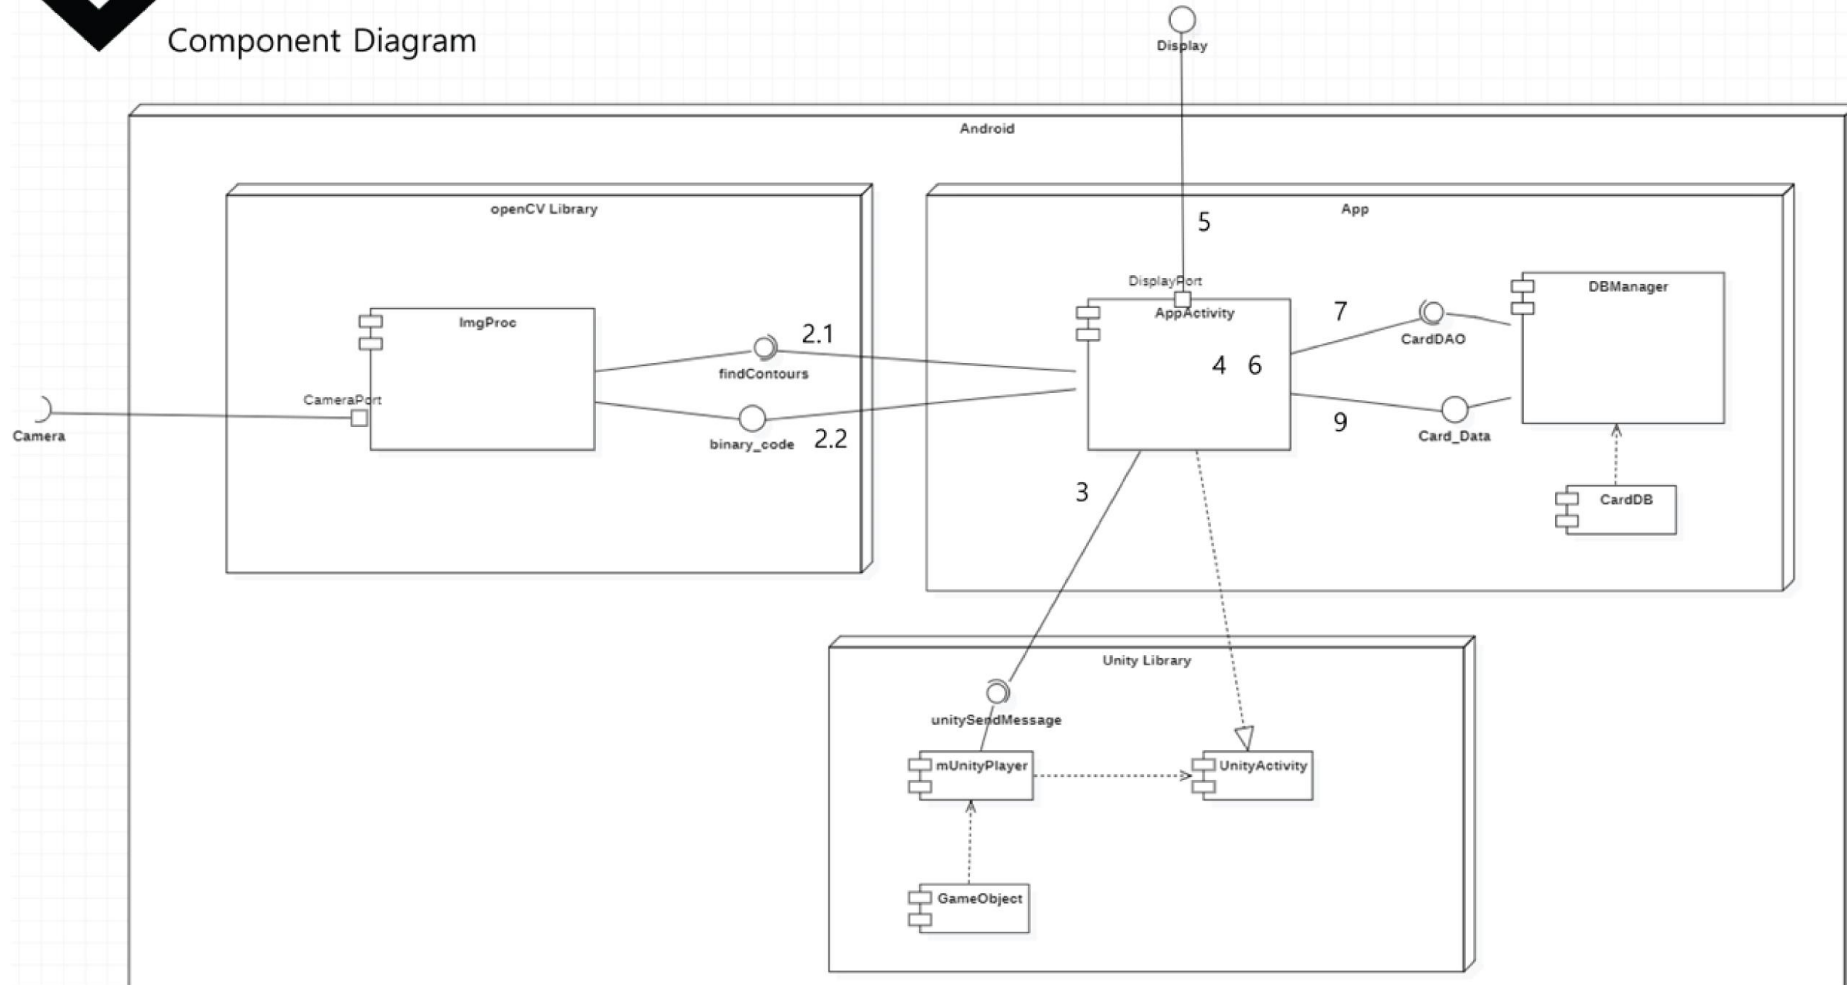 Component Diagram
Display
Android
openCV Library
App
5
DisplayPort
AppActivity
DBManager
ImgProc
2.1
findContours
7
CardDAO
4 6
CameraPort
Camera
binary_code
2.2
9
Card_Data
3
CardDB
Unity Library
unitySendMessage
mUnityPlayer
UnityActivity
GameObject